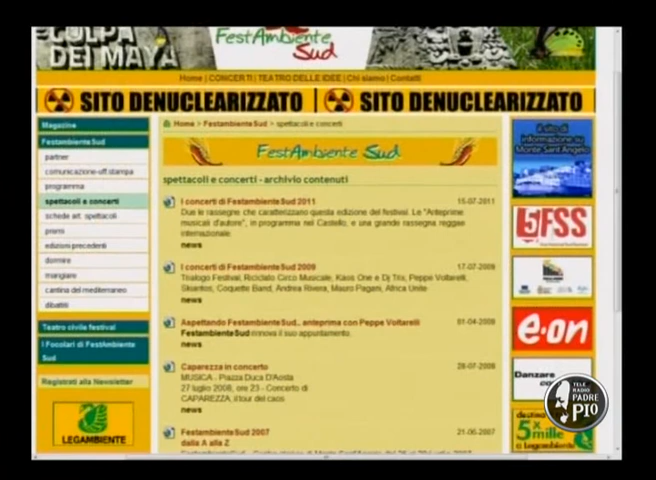 COLPA
DEI MAYA
FestAmbiente
Sud
Home | CONCERTI | TEATRO DELLE IDEE | Chi siamo | Contatti
SITO DENUCLEARIZZATO | SITO DENUCLEARIZZATO
Magazine
FestambienteSud
partner
comunicazione-uff.stampa
programma
spettacoli e concerti
schede art. spettacoli
premi
edizioni precedenti
dormire
mangiare
cantina del mediterraneo
dibattiti
Teatro civile festival
I Focolari di FestAmbiente
Sud
Registrati alla Newsletter
LEGAMBIENTE
Home > FestambienteSud > spettacoli e concerti
FestAmbiente Sud
spettacoli e concerti - archivio contenuti
I concerti di FestambienteSud 2011 15-07-2011
Due le rassegne che caratterizzano questa edizione del festival. Le "Anteprime
musicali d'autore", in programma nel Castello, e una grande rassegna reggae
internazionale.
news
I concerti di FestambienteSud 2009 17-07-2009
Trialogo Festival, Riciclato Circo Musicale, Kaos One e Dj Tris, Peppe Voltarelli,
Skiantos, Coquette Band, Andrea Rivera, Mauro Pagani, Africa Unite
news
Aspettando FestambienteSud.. anteprima con Peppe Voltarelli 01-04-2009
FestambienteSud rinnova il suo appuntamento,
news
Caparezza in concerto 28-07-2008
MUSICA - Piazza Duca D'Aosta
27 luglio 2008, ore 23 - Concerto di
CAPAREZZA, il tour del caos
news
FestambienteSud 2007 21-06-2007
dalla A alla Z
il sito di
informazione su
Monte Sant'Angelo
5FSS
e·on
Danzare
TELE
RADIO
PADRE
PIO
5x
mille
a Legambiente